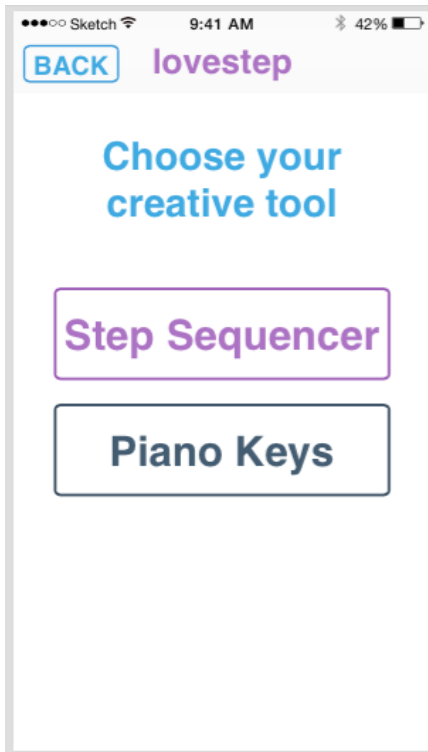 Sketch 9:41 AM 42%
BACK lovestep
Choose your
creative tool
Step Sequencer
Piano Keys